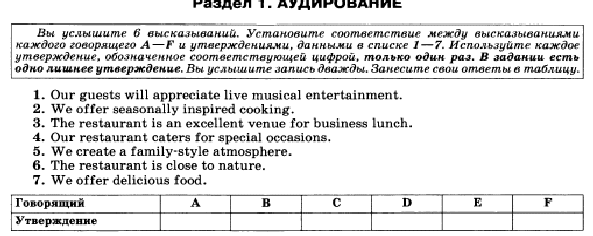 Раздел 1. АУДИРОВАНИЕ
Вы услышите 6 высказываний. Установите соответствие между высказываниями
каждого говорящего A—F и утверждениями, данными в списке 1—7. Используйте каждое
утверждение, обозначенное соответствующей цифрой, только один раз. В задании есть
одно лишнее утверждение. Вы услышите запись дважды. Занесите свои ответы в таблицу.
1. Our guests will appreciate live musical entertainment.
2. We offer seasonally inspired cooking.
3. The restaurant is an excellent venue for business lunch.
4. Our restaurant caters for special occasions.
5. We create a family-style atmosphere.
6. The restaurant is close to nature.
7. We offer delicious food.
Говорящий A B C D E F
Утверждение